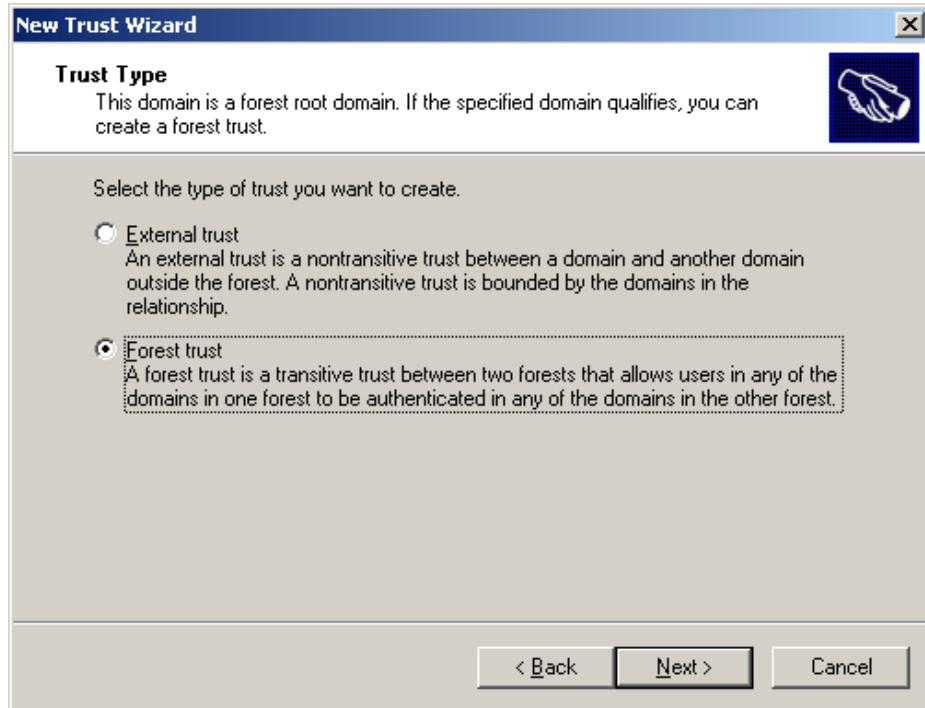 New Trust Wizard
Trust Type
This domain is a forest root domain. If the specified domain qualifies, you can
create a forest trust.
Select the type of trust you want to create.
External trust
An external trust is a nontransitive trust between a domain and another domain
outside the forest. A nontransitive trust is bounded by the domains in the
relationship.
Forest trust
A forest trust is a transitive trust between two forests that allows users in any of the
domains in one forest to be authenticated in any of the domains in the other forest.
< Back
Next >
Cancel